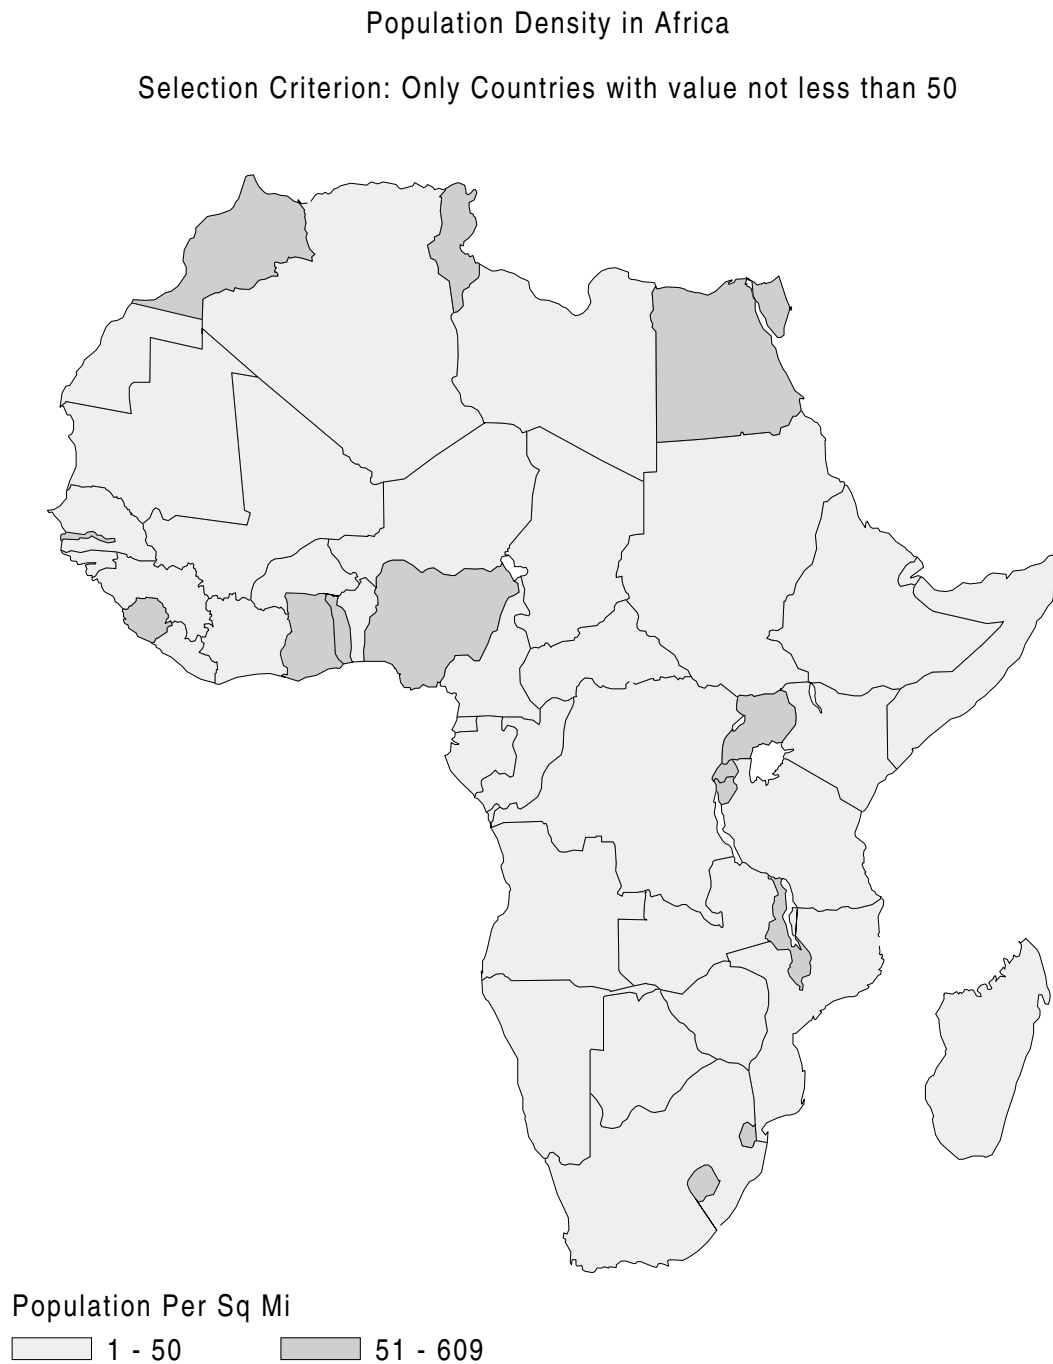 Population Density in Africa
Selection Criterion: Only Countries with value not less than 50
Population Per Sq Mi
1 - 50 51 - 609